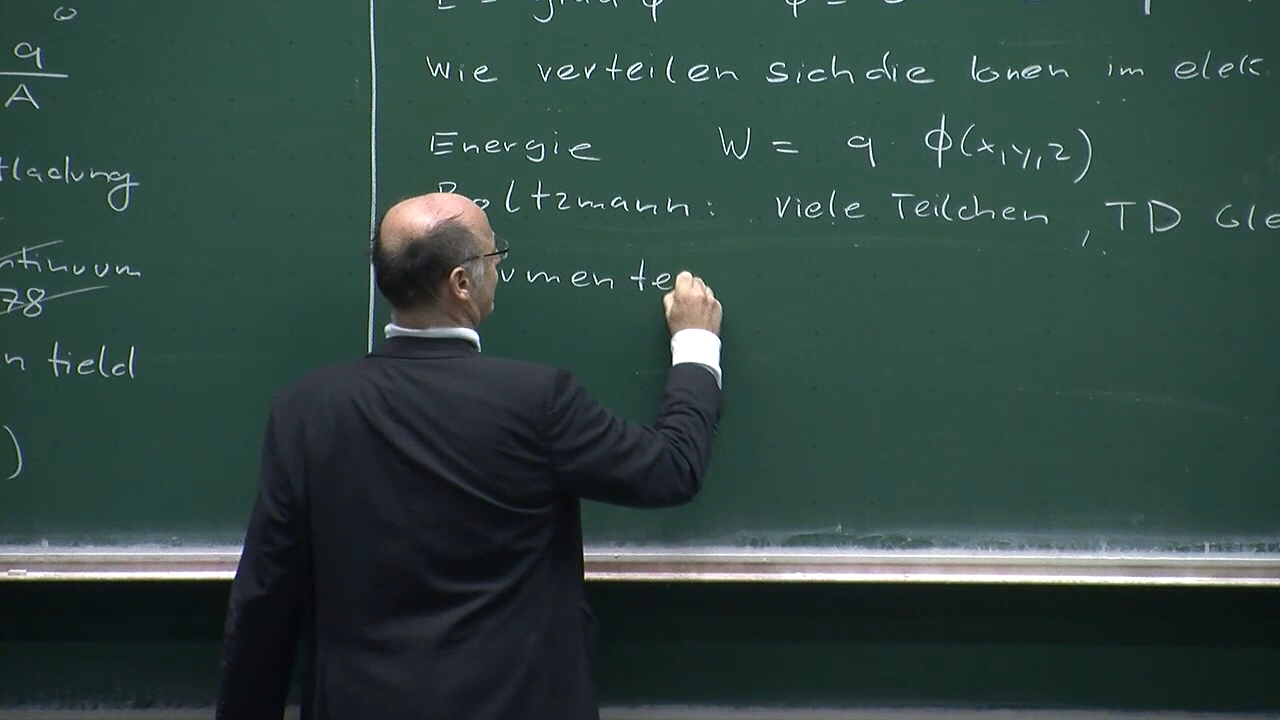 o
q
A
tladung
ntinuum
78
n field
)
Wie verteilen sich die Ionen im elek
Energie W = q · ϕ(x,y,z)
Boltzmann: viele Teilchen, TD Gle
umente